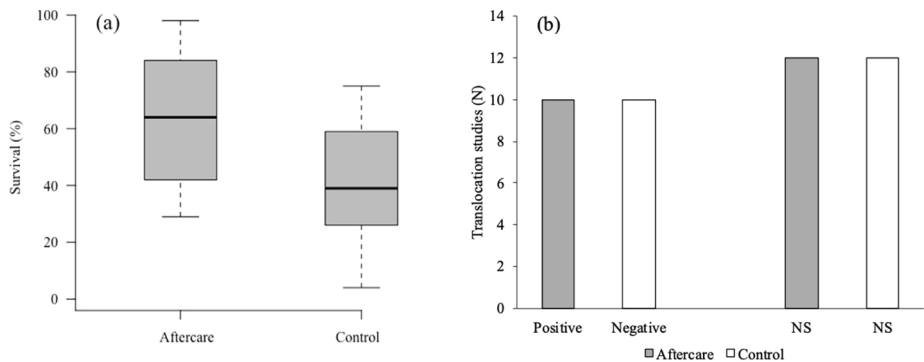 (a)
Survival (%)
100
80
60
40
20
0
Aftercare Control
(b)
Translocation studies (N)
14
12
10
8
6
4
2
0
Positive Negative NS NS
Aftercare Control